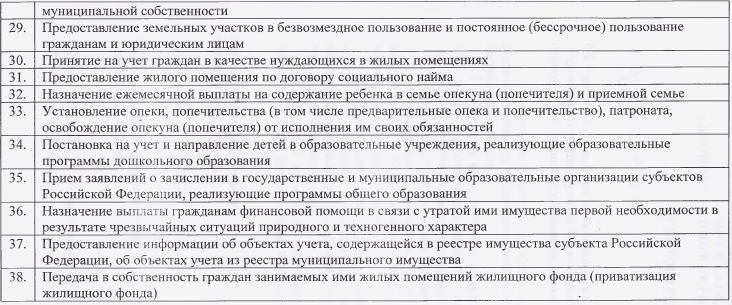 муниципальной собственности
29. Предоставление земельных участков в безвозмездное пользование и постоянное (бессрочное) пользование
гражданам и юридическим лицам
30. Принятие на учет граждан в качестве нуждающихся в жилых помещениях
31. Предоставление жилого помещения по договору социального найма
32. Назначение ежемесячной выплаты на содержание ребенка в семье опекуна (попечителя) и приемной семье
33. Установление опеки, попечительства (в том числе предварительные опека и попечительство), патроната,
освобождение опекуна (попечителя) от исполнения им своих обязанностей
34. Постановка на учет и направление детей в образовательные учреждения, реализующие образовательные
программы дошкольного образования
35. Прием заявлений о зачислении в государственные и муниципальные образовательные организации субъектов
Российской Федерации, реализующие программы общего образования
36. Назначение выплаты гражданам финансовой помощи в связи с утратой ими имущества первой необходимости в
результате чрезвычайных ситуаций природного и техногенного характера
37. Предоставление информации об объектах учета, содержащейся в реестре имущества субъекта Российской
Федерации, об объектах учета из реестра муниципального имущества
38. Передача в собственность граждан занимаемых ими жилых помещений жилищного фонда (приватизация
жилищного фонда)